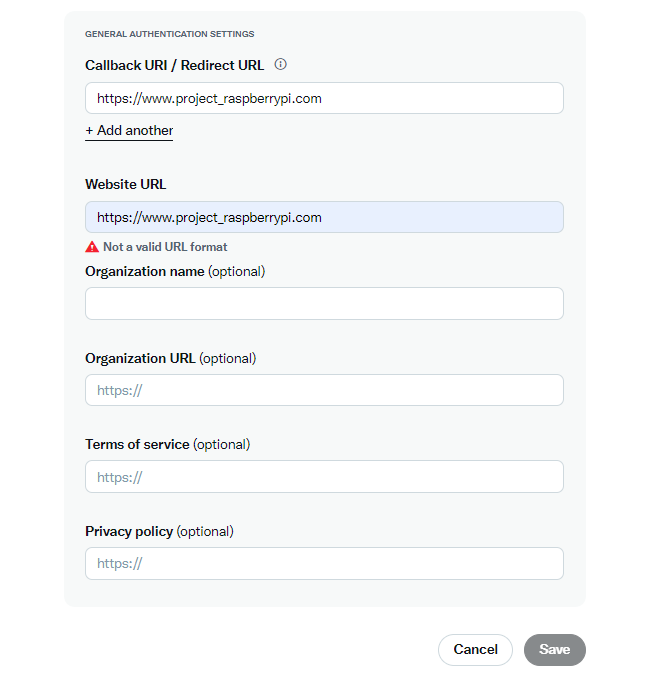 GENERAL AUTHENTICATION SETTINGS
Callback URI / Redirect URL
https://www.project_raspberrypi.com
+ Add another
Website URL
https://www.project_raspberrypi.com
Not a valid URL format
Organization name (optional)
Organization URL (optional)
https://
Terms of service (optional)
https://
Privacy policy (optional)
https://
Cancel Save